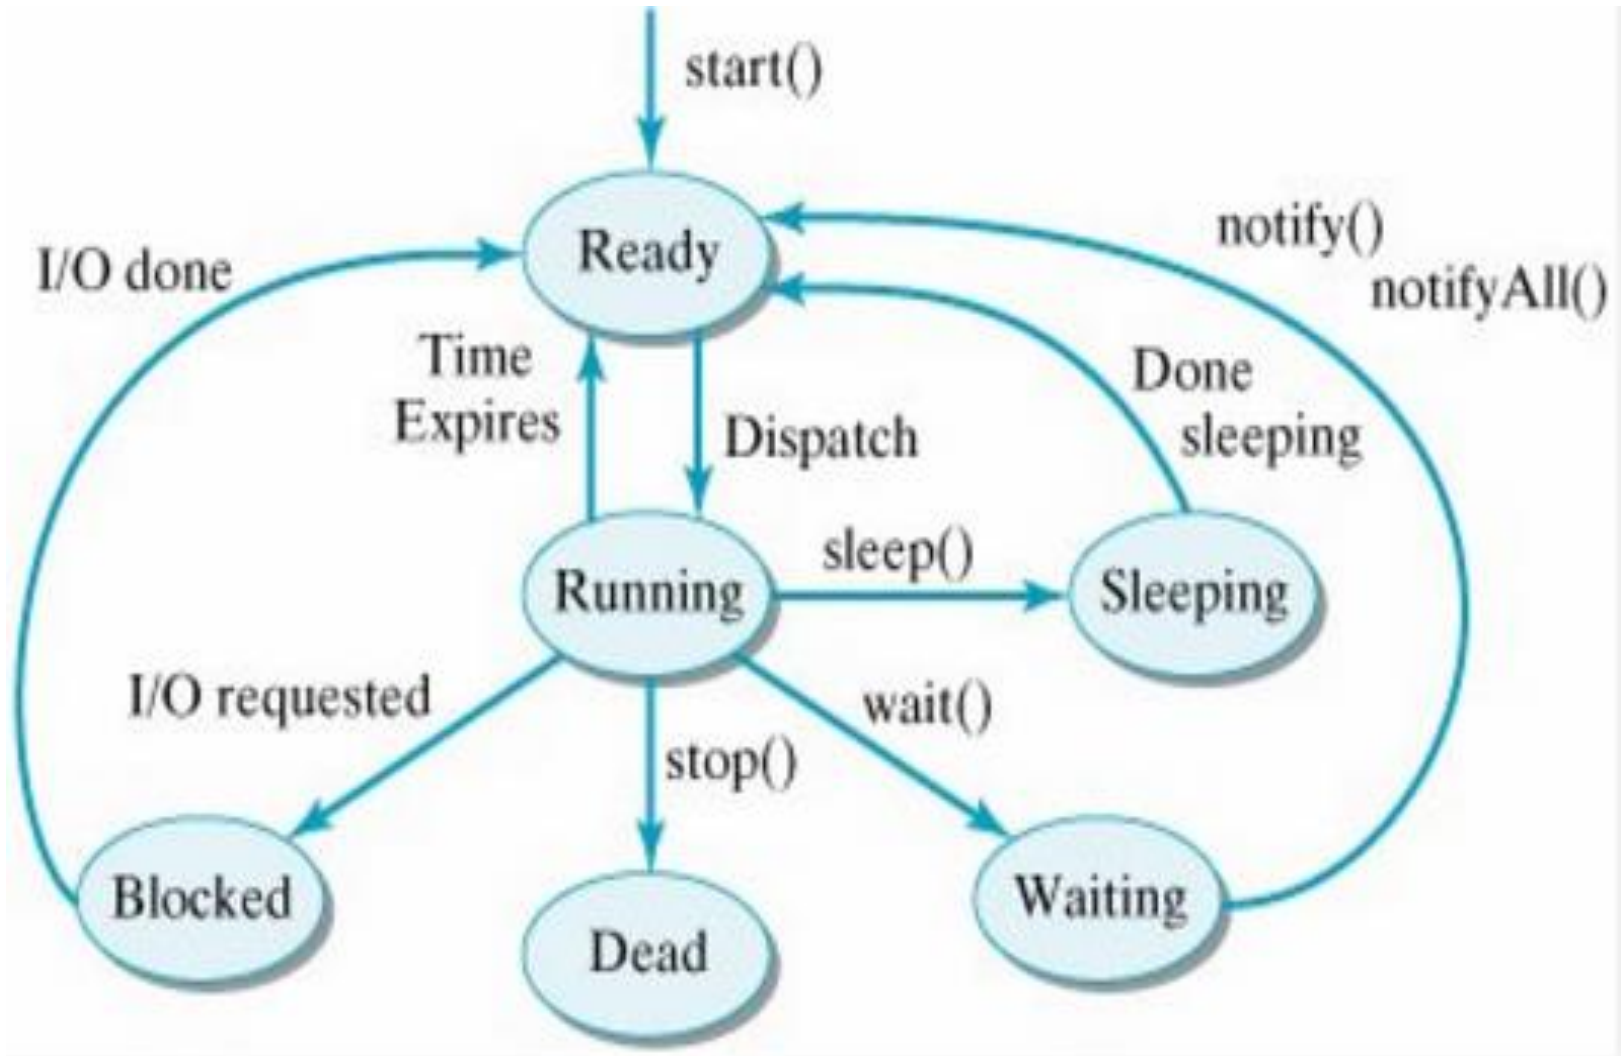 start()
Ready
notify()
notifyAll()
I/O done
Time
Expires
Dispatch
Done
sleeping
Running
sleep()
Sleeping
I/O requested
stop()
wait()
Blocked
Dead
Waiting